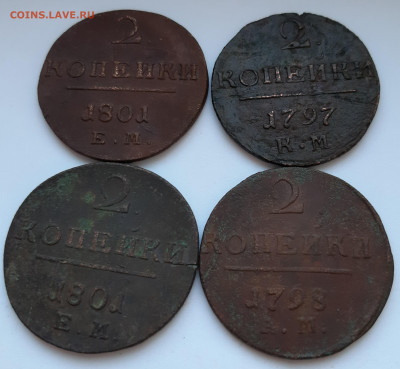 COINS.LAVE.RU
2
КОПЕЙКИ
1801
Е.М.
2
КОПЕЙКИ
1797
К.М
2
КОПЕЙКИ
1801
Е.М.
2
КОПЕЙКИ
1798